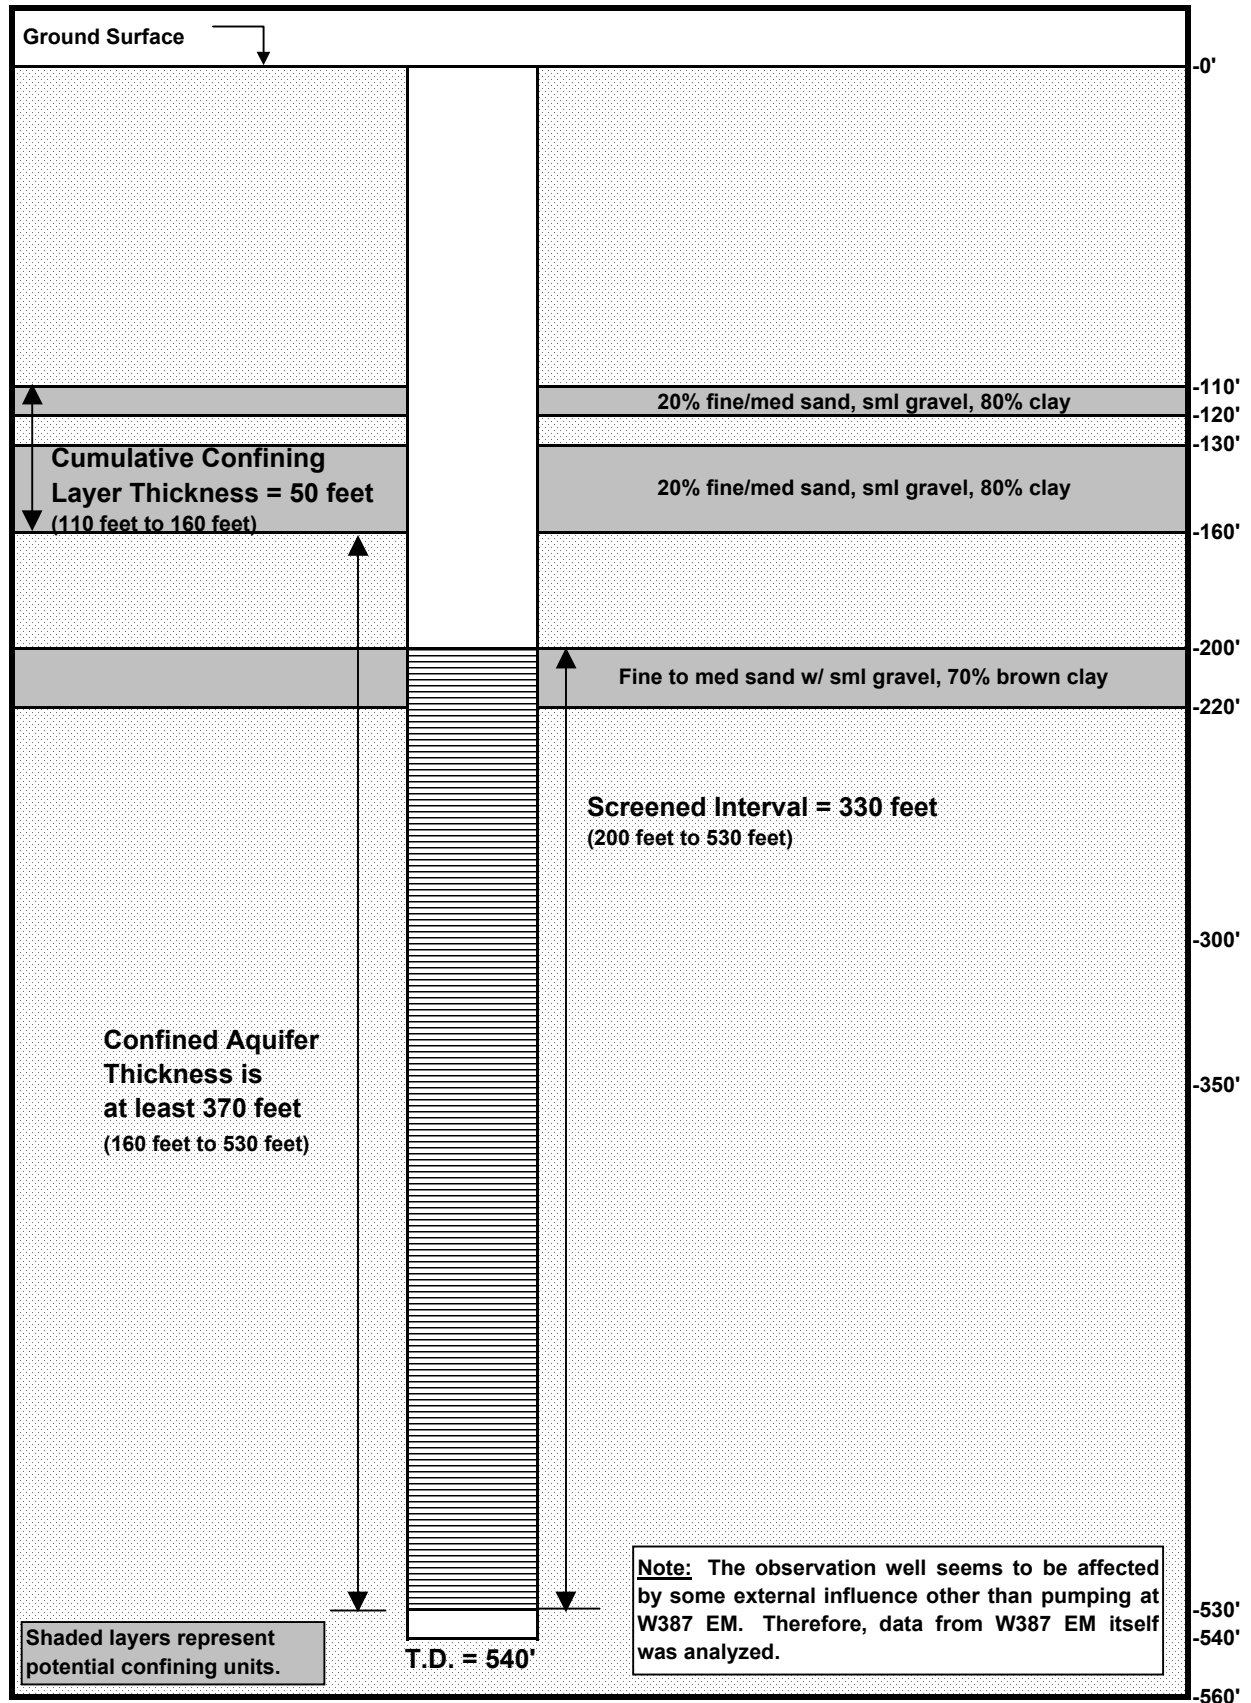 Ground Surface
-0'
-110'
20% fine/med sand, sml gravel, 80% clay
-120'
-130'
Cumulative Confining
Layer Thickness = 50 feet
(110 feet to 160 feet)
20% fine/med sand, sml gravel, 80% clay
-160'
-200'
Fine to med sand w/ sml gravel, 70% brown clay
-220'
Screened Interval = 330 feet
(200 feet to 530 feet)
-300'
Confined Aquifer
Thickness is
at least 370 feet
(160 feet to 530 feet)
-350'
Note: The observation well seems to be affected
by some external influence other than pumping at
W387 EM. Therefore, data from W387 EM itself
was analyzed.
-530'
-540'
Shaded layers represent
potential confining units.
T.D. = 540'
-560'